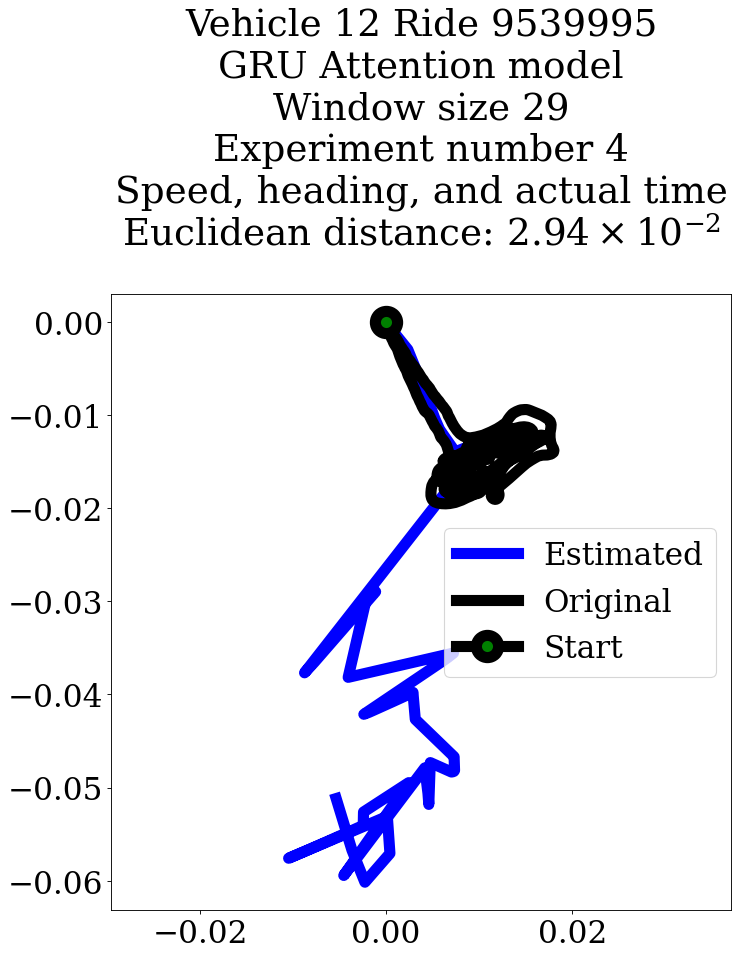 Vehicle 12 Ride 9539995
GRU Attention model
Window size 29
Experiment number 4
Speed, heading, and actual time
Euclidean distance: 2.94 × 10⁻²
0.00
−0.01
−0.02
−0.03
−0.04
−0.05
−0.06
Estimated
Original
Start
−0.02
0.00
0.02